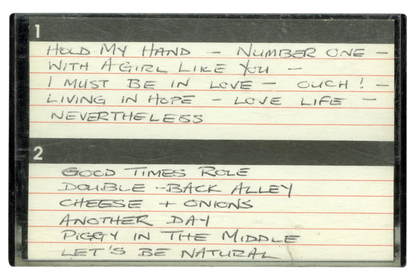 1
HOLD MY HAND — NUMBER ONE —
WITH A GIRL LIKE YOU —
I MUST BE IN LOVE — OUCH! —
LIVING IN HOPE — LOVE LIFE —
NEVERTHELESS
2
GOOD TIMES ROLE
DOUBLE - BACK ALLEY
CHEESE + ONIONS
ANOTHER DAY
PIGGY IN THE MIDDLE
LET'S BE NATURAL